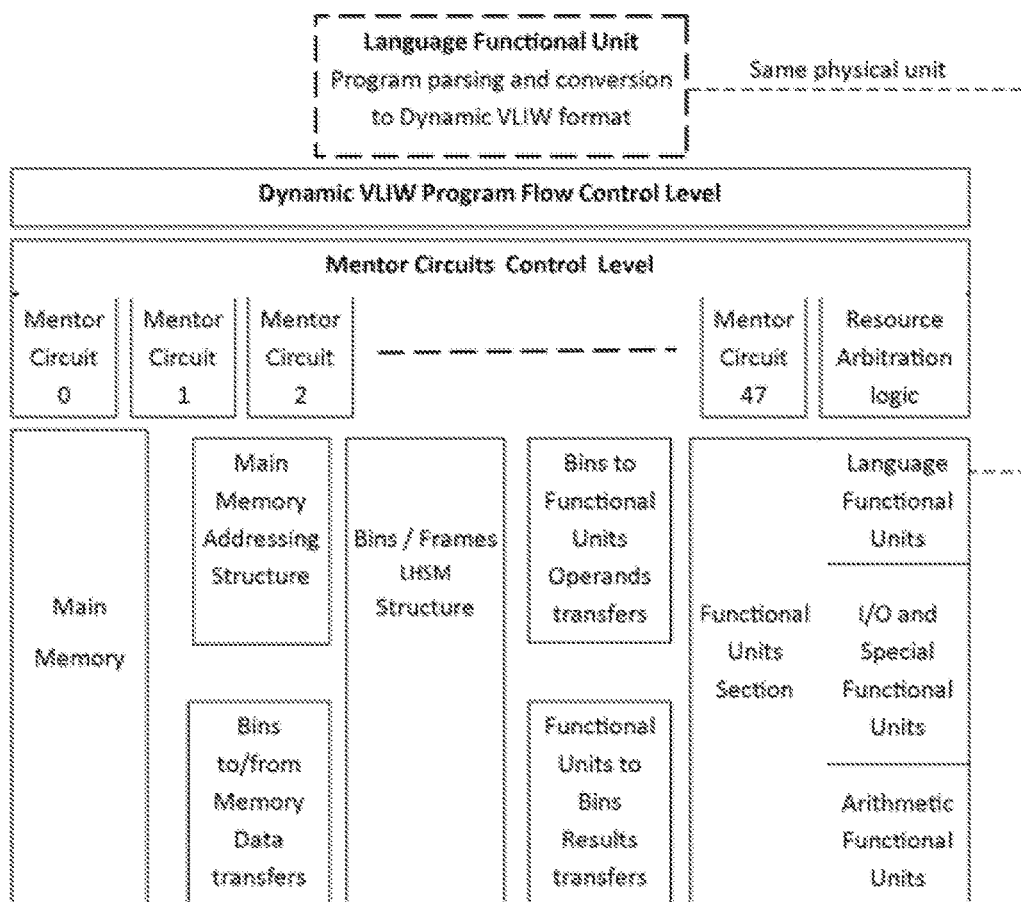 Language Functional Unit
Program parsing and conversion
to Dynamic VLIW format
Same physical unit
Dynamic VLIW Program Flow Control Level
Mentor Circuits Control Level
Mentor
Circuit
0
Mentor
Circuit
1
Mentor
Circuit
2
Mentor
Circuit
47
Resource
Arbitration
logic
Main
Memory
Main
Memory
Addressing
Structure
Bins
to/from
Memory
Data
transfers
Bins / Frames
LHSM
Structure
Bins to
Functional
Units
Operands
transfers
Functional
Units to
Bins
Results
transfers
Functional
Units
Section
Language
Functional
Units
I/O and
Special
Functional
Units
Arithmetic
Functional
Units